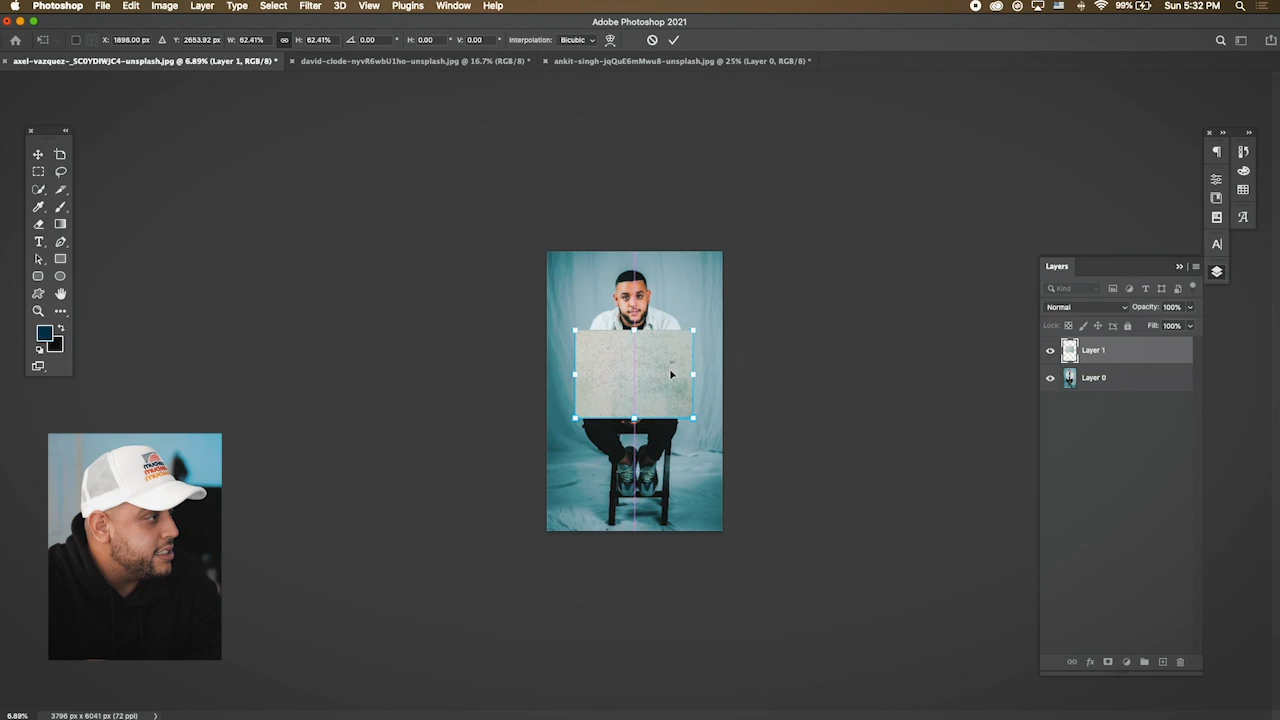 Photoshop File Edit Image Layer Type Select Filter 3D View Plugins Window Help 99% Sun 5:32 PM
Adobe Photoshop 2021
X: 1898.00 px Y: 2653.92 px W: 62.41% H: 62.41% 0.00 ° H: 0.00 ° V: 0.00 ° Interpolation: Bicubic
axel-vazquez-_SC0YDIWJC4-unsplash.jpg @ 6.89% (Layer 1, RGB/8) * david-clode-nyvR6wbU1ho-unsplash.jpg @ 16.7% (RGB/8) * ankit-singh-jqQuE6mMwu8-unsplash.jpg @ 25% (Layer 0, RGB/8) *
Layers
Kind
Normal Opacity: 100%
Lock: Fill: 100%
Layer 1
Layer 0
6.89% 3796 px x 6041 px (72 ppi)